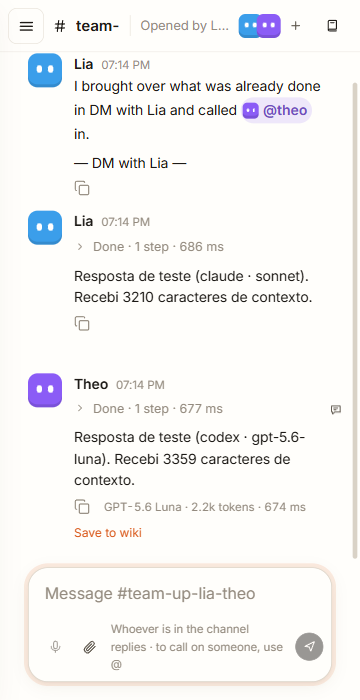 # team-
Opened by L...
Lia 07:14 PM
I brought over what was already done
in DM with Lia and called @theo
in.
— DM with Lia —
Lia 07:14 PM
Done · 1 step · 686 ms
Resposta de teste (claude · sonnet).
Recebi 3210 caracteres de contexto.
Theo 07:14 PM
Done · 1 step · 677 ms
Resposta de teste (codex · gpt-5.6-
luna). Recebi 3359 caracteres de
contexto.
GPT-5.6 Luna · 2.2k tokens · 674 ms
Save to wiki
Message #team-up-lia-theo
Whoever is in the channel
replies · to call on someone, use
@